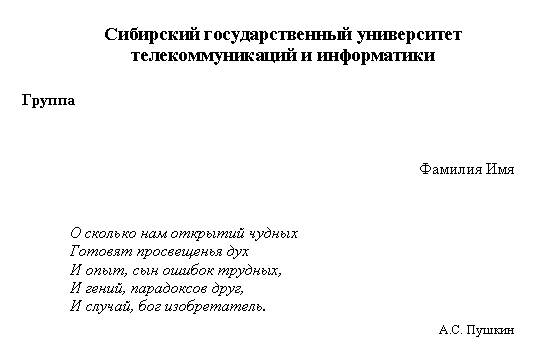 Сибирский государственный университет
телекоммуникаций и информатики
Группа
Фамилия Имя
О сколько нам открытий чудных
Готовят просвещенья дух
И опыт, сын ошибок трудных,
И гений, парадоксов друг,
И случай, бог изобретатель.
А.С. Пушкин